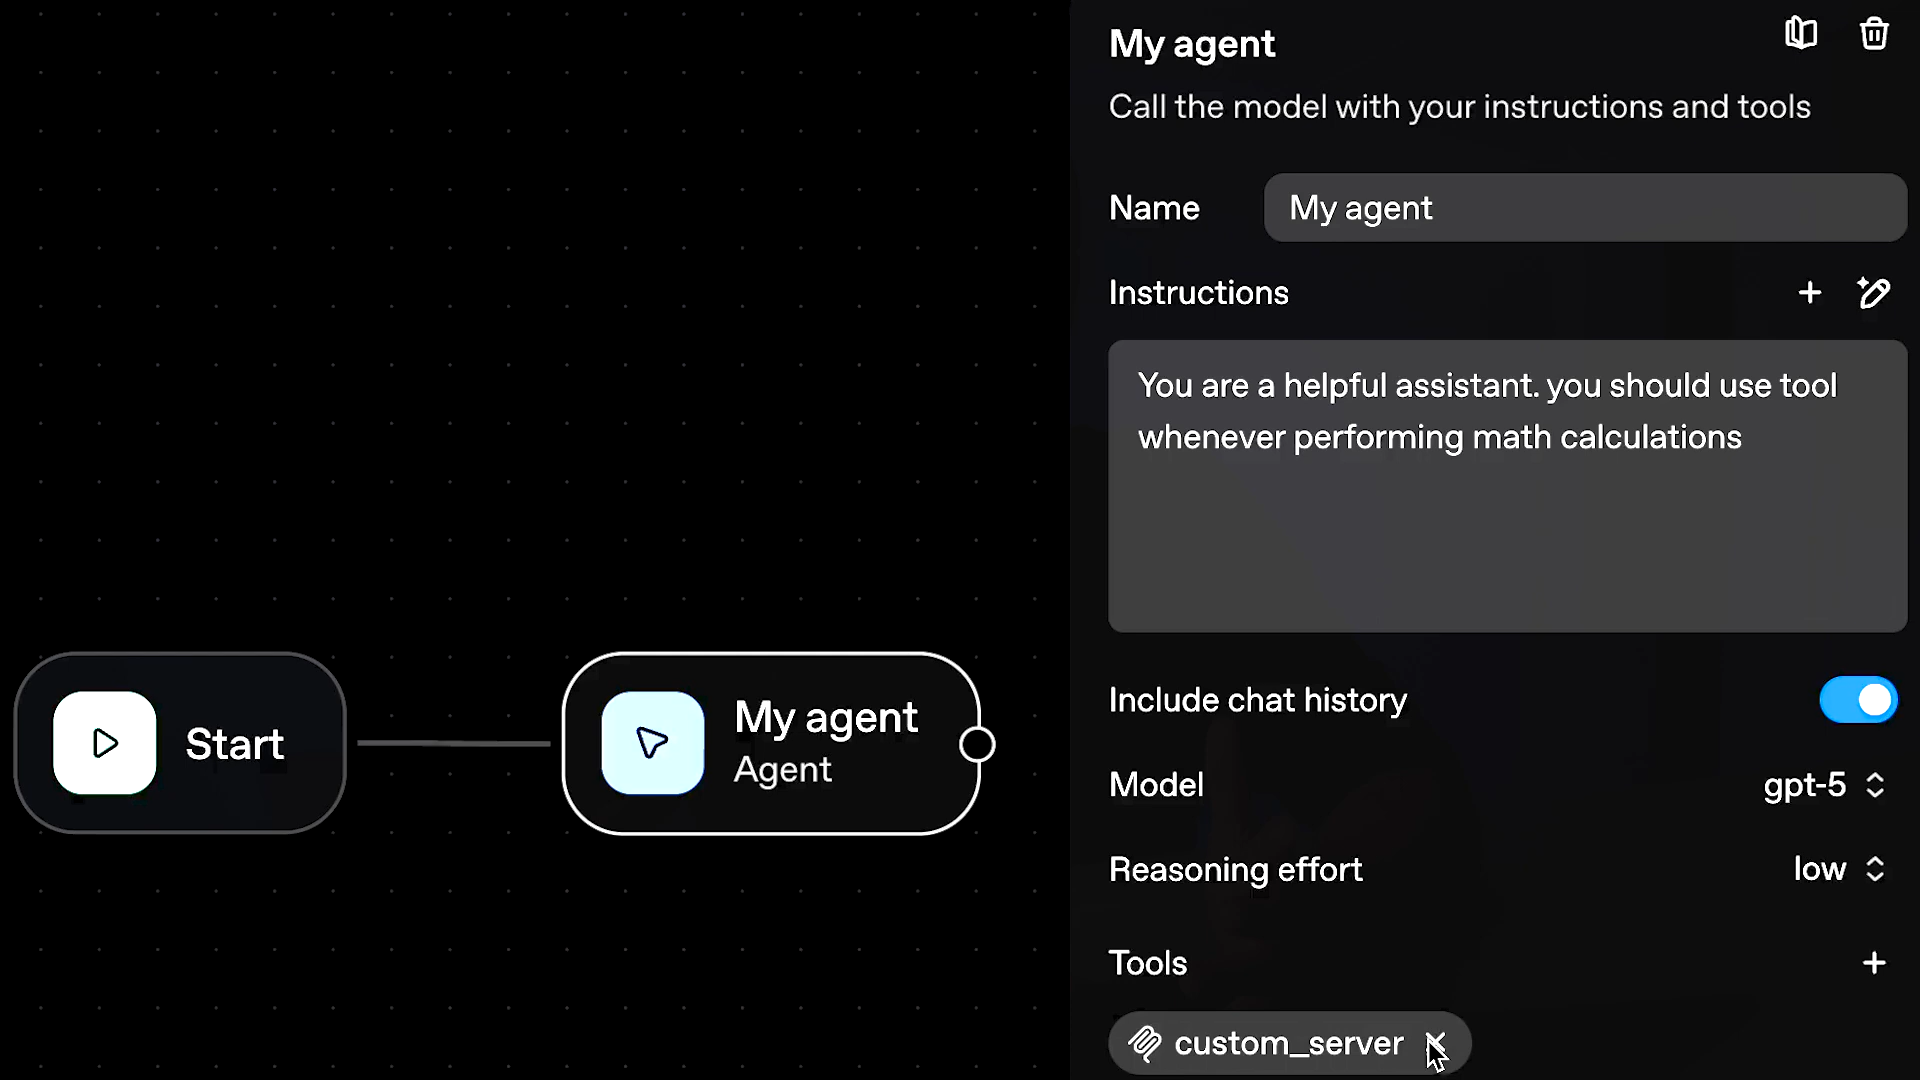 My agent
Call the model with your instructions and tools
Name
My agent
Instructions
You are a helpful assistant. you should use tool
whenever performing math calculations
Include chat history
Model
gpt-5
Reasoning effort
low
Tools
custom_server
Start
My agent
Agent